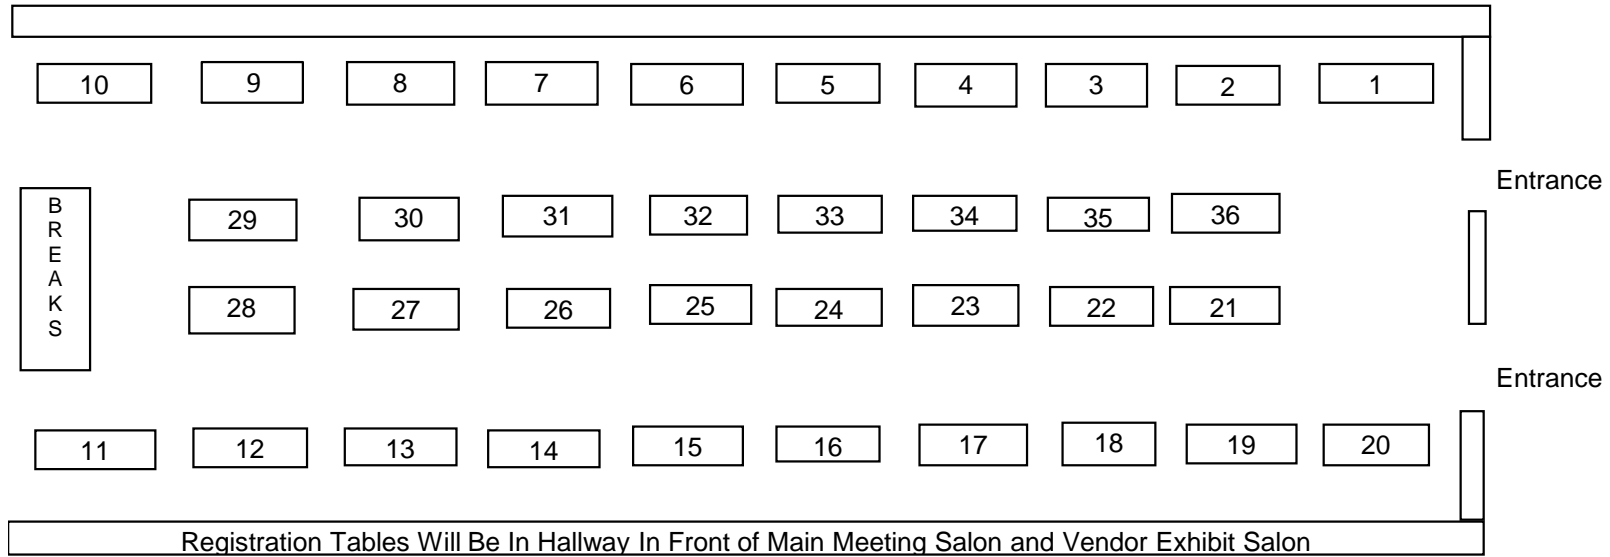 10 9 8 7 6 5 4 3 2 1
Entrance
BREAKS
29 30 31 32 33 34 35 36
28 27 26 25 24 23 22 21
Entrance
11 12 13 14 15 16 17 18 19 20
Registration Tables Will Be In Hallway In Front of Main Meeting Salon and Vendor Exhibit Salon